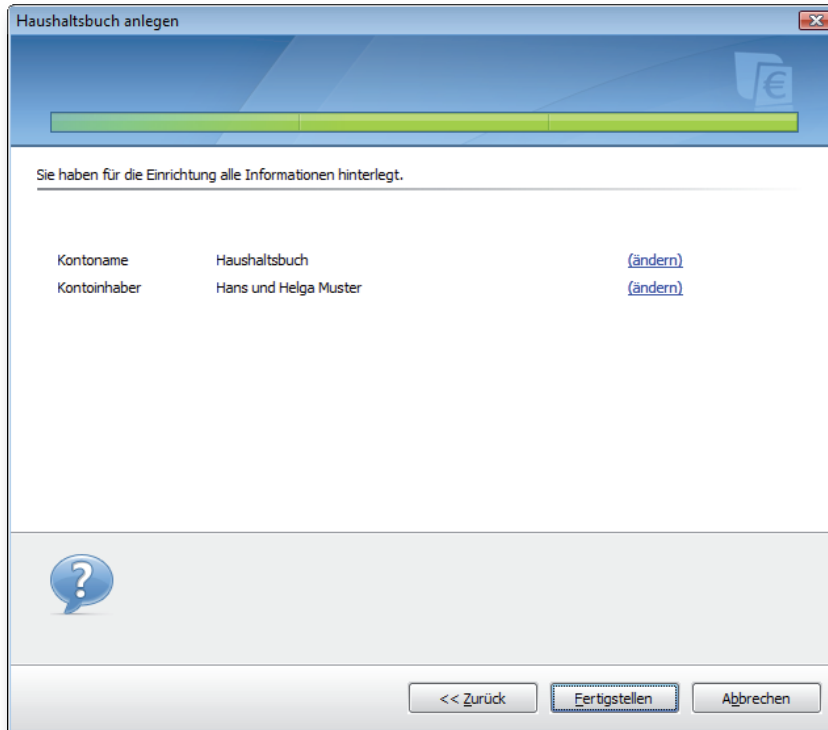 Haushaltsbuch anlegen
€
Sie haben für die Einrichtung alle Informationen hinterlegt.
Kontoname Haushaltsbuch (ändern)
Kontoinhaber Hans und Helga Muster (ändern)
?
<< Zurück Fertigstellen Abbrechen